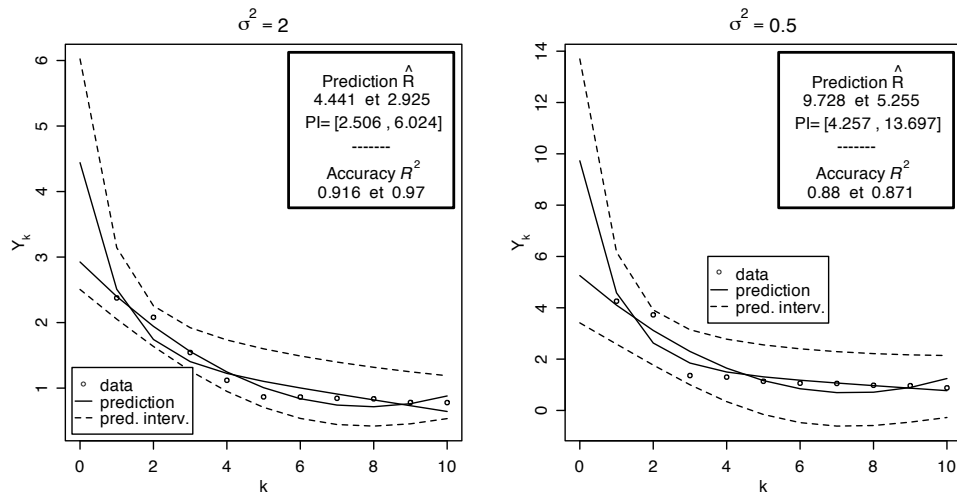 σ² = 2
Prediction R̂
4.441 et 2.925
PI= [2.506 , 6.024]
-------
Accuracy R²
0.916 et 0.97
data
prediction
pred. interv.
Y_k
6
5
4
3
2
1
0 2 4 6 8 10
k
σ² = 0.5
Prediction R̂
9.728 et 5.255
PI= [4.257 , 13.697]
-------
Accuracy R²
0.88 et 0.871
data
prediction
pred. interv.
Y_k
14
12
10
8
6
4
2
0
0 2 4 6 8 10
k